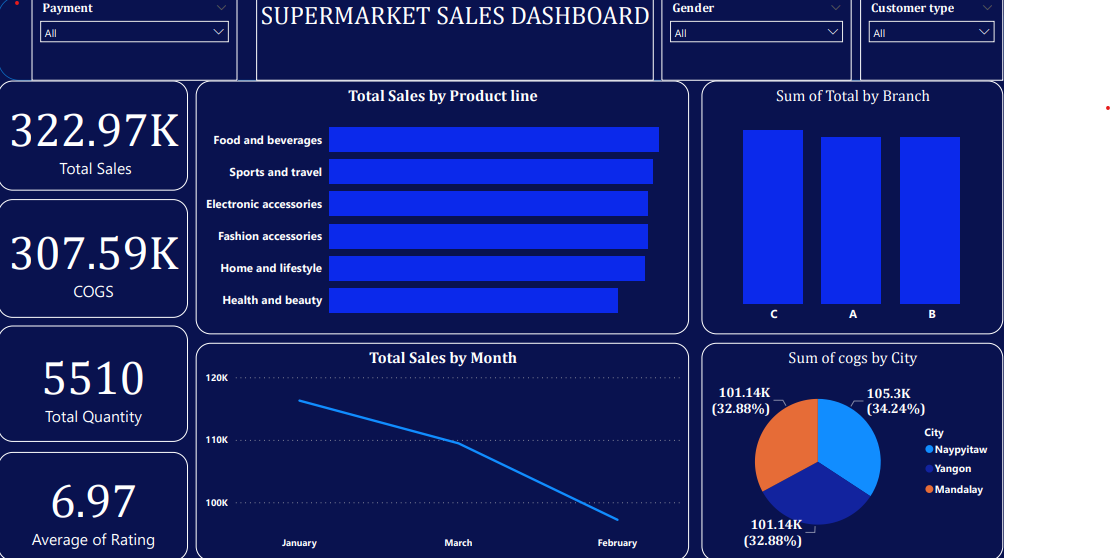 Payment
All
SUPERMARKET SALES DASHBOARD
Gender
All
Customer type
All
322.97K
Total Sales
307.59K
COGS
5510
Total Quantity
6.97
Average of Rating
Total Sales by Product line
Food and beverages
Sports and travel
Electronic accessories
Fashion accessories
Home and lifestyle
Health and beauty
Sum of Total by Branch
C
A
B
Total Sales by Month
120K
110K
100K
January
March
February
Sum of cogs by City
101.14K
(32.88%)
105.3K
(34.24%)
101.14K
(32.88%)
City
Naypyitaw
Yangon
Mandalay